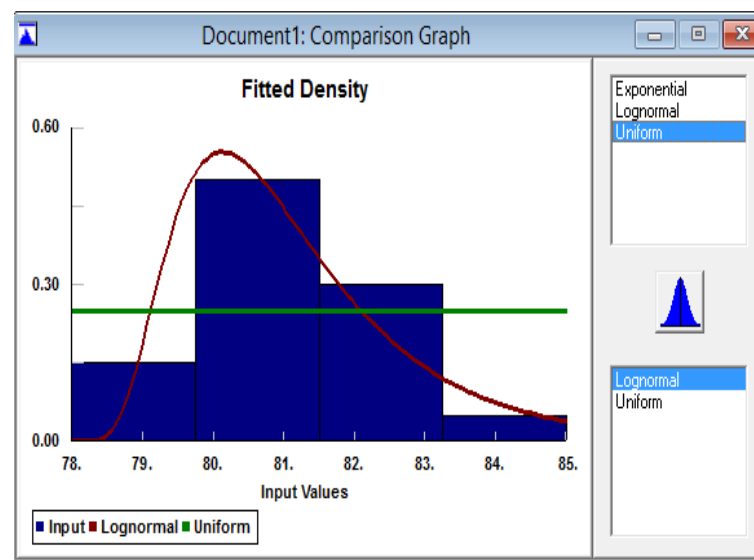 Document1: Comparison Graph
Fitted Density
0.60
0.30
0.00
78. 79. 80. 81. 82. 83. 84. 85.
Input Values
Input Lognormal Uniform
Exponential
Lognormal
Uniform
Lognormal
Uniform